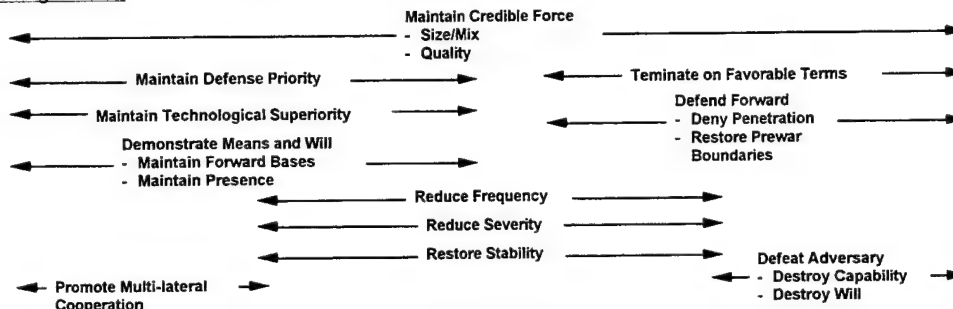 Maintain Credible Force
- Size/Mix
- Quality
Maintain Defense Priority
Teminate on Favorable Terms
Maintain Technological Superiority
Defend Forward
- Deny Penetration
- Restore Prewar
Boundaries
Demonstrate Means and Will
- Maintain Forward Bases
- Maintain Presence
Reduce Frequency
Reduce Severity
Restore Stability
Defeat Adversary
- Destroy Capability
- Destroy Will
Promote Multi-lateral
Cooperation